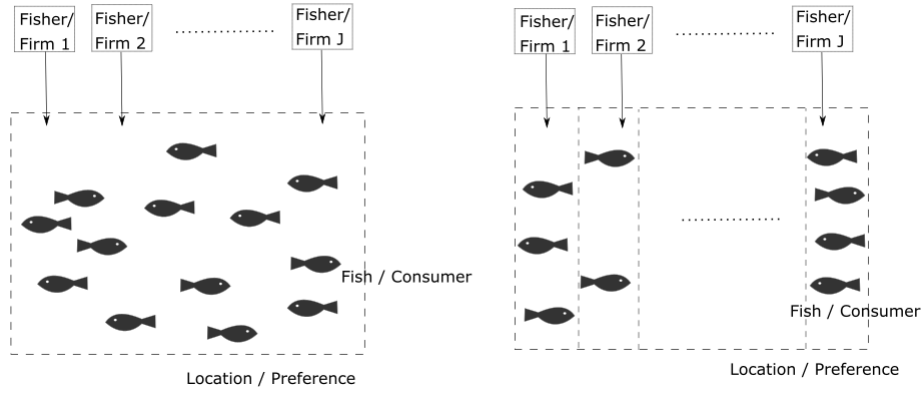 Fisher/
Firm 1
Fisher/
Firm 2
Fisher/
Firm J
Fish / Consumer
Location / Preference
Fisher/
Firm 1
Fisher/
Firm 2
Fisher/
Firm J
Fish / Consumer
Location / Preference